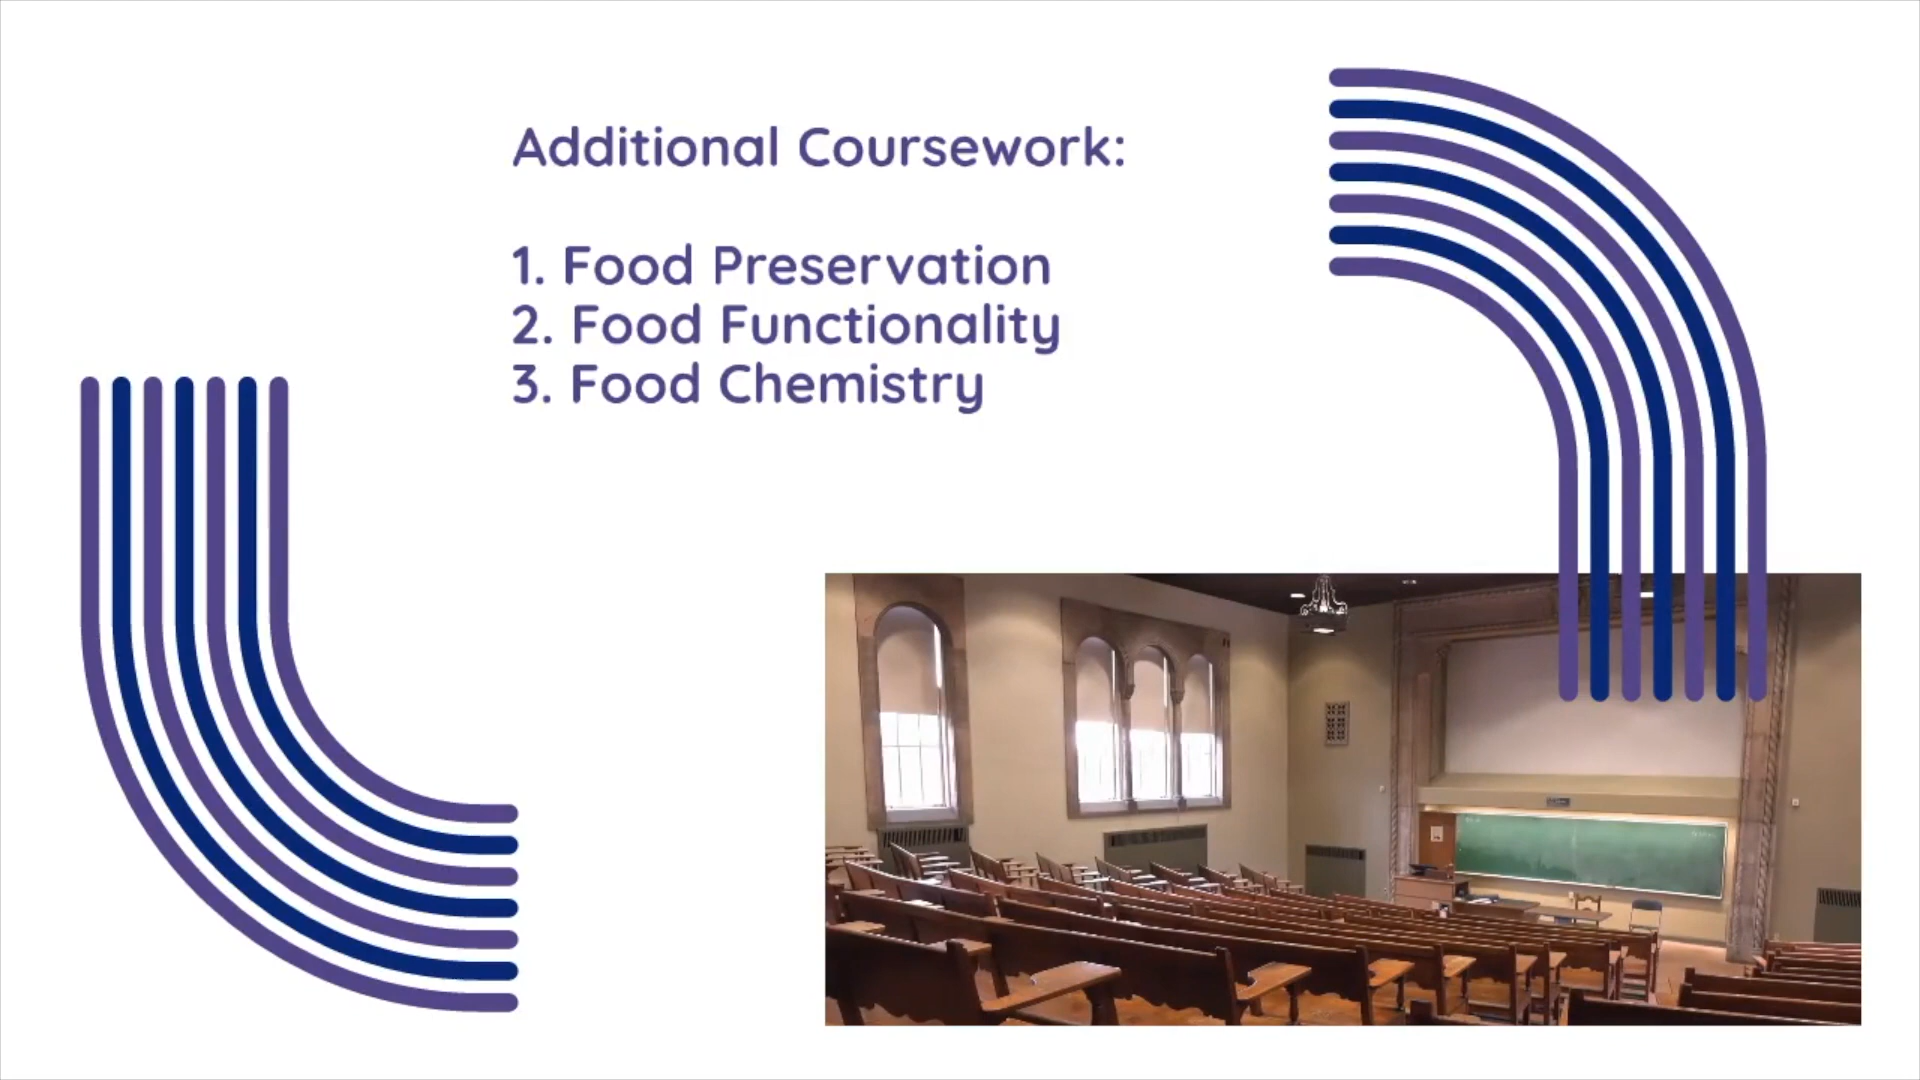 Additional Coursework:
1. Food Preservation
2. Food Functionality
3. Food Chemistry